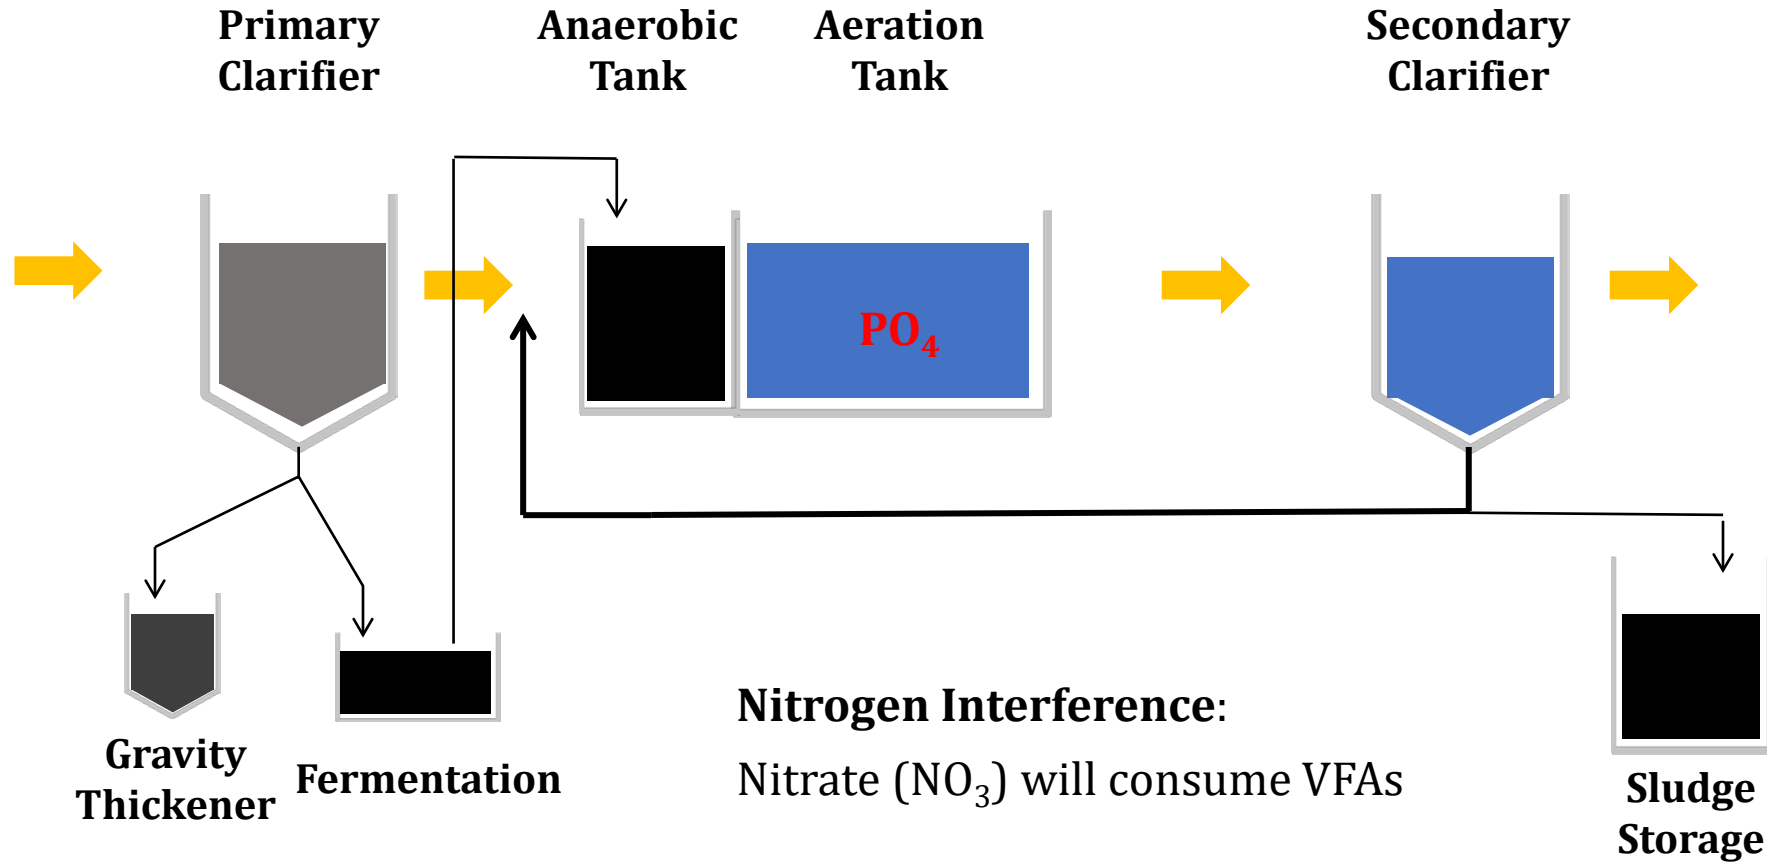 Primary
Clarifier
Anaerobic
Tank
Aeration
Tank
Secondary
Clarifier
PO₄
Gravity
Thickener
Fermentation
Nitrogen Interference:
Nitrate (NO₃) will consume VFAs
Sludge
Storage